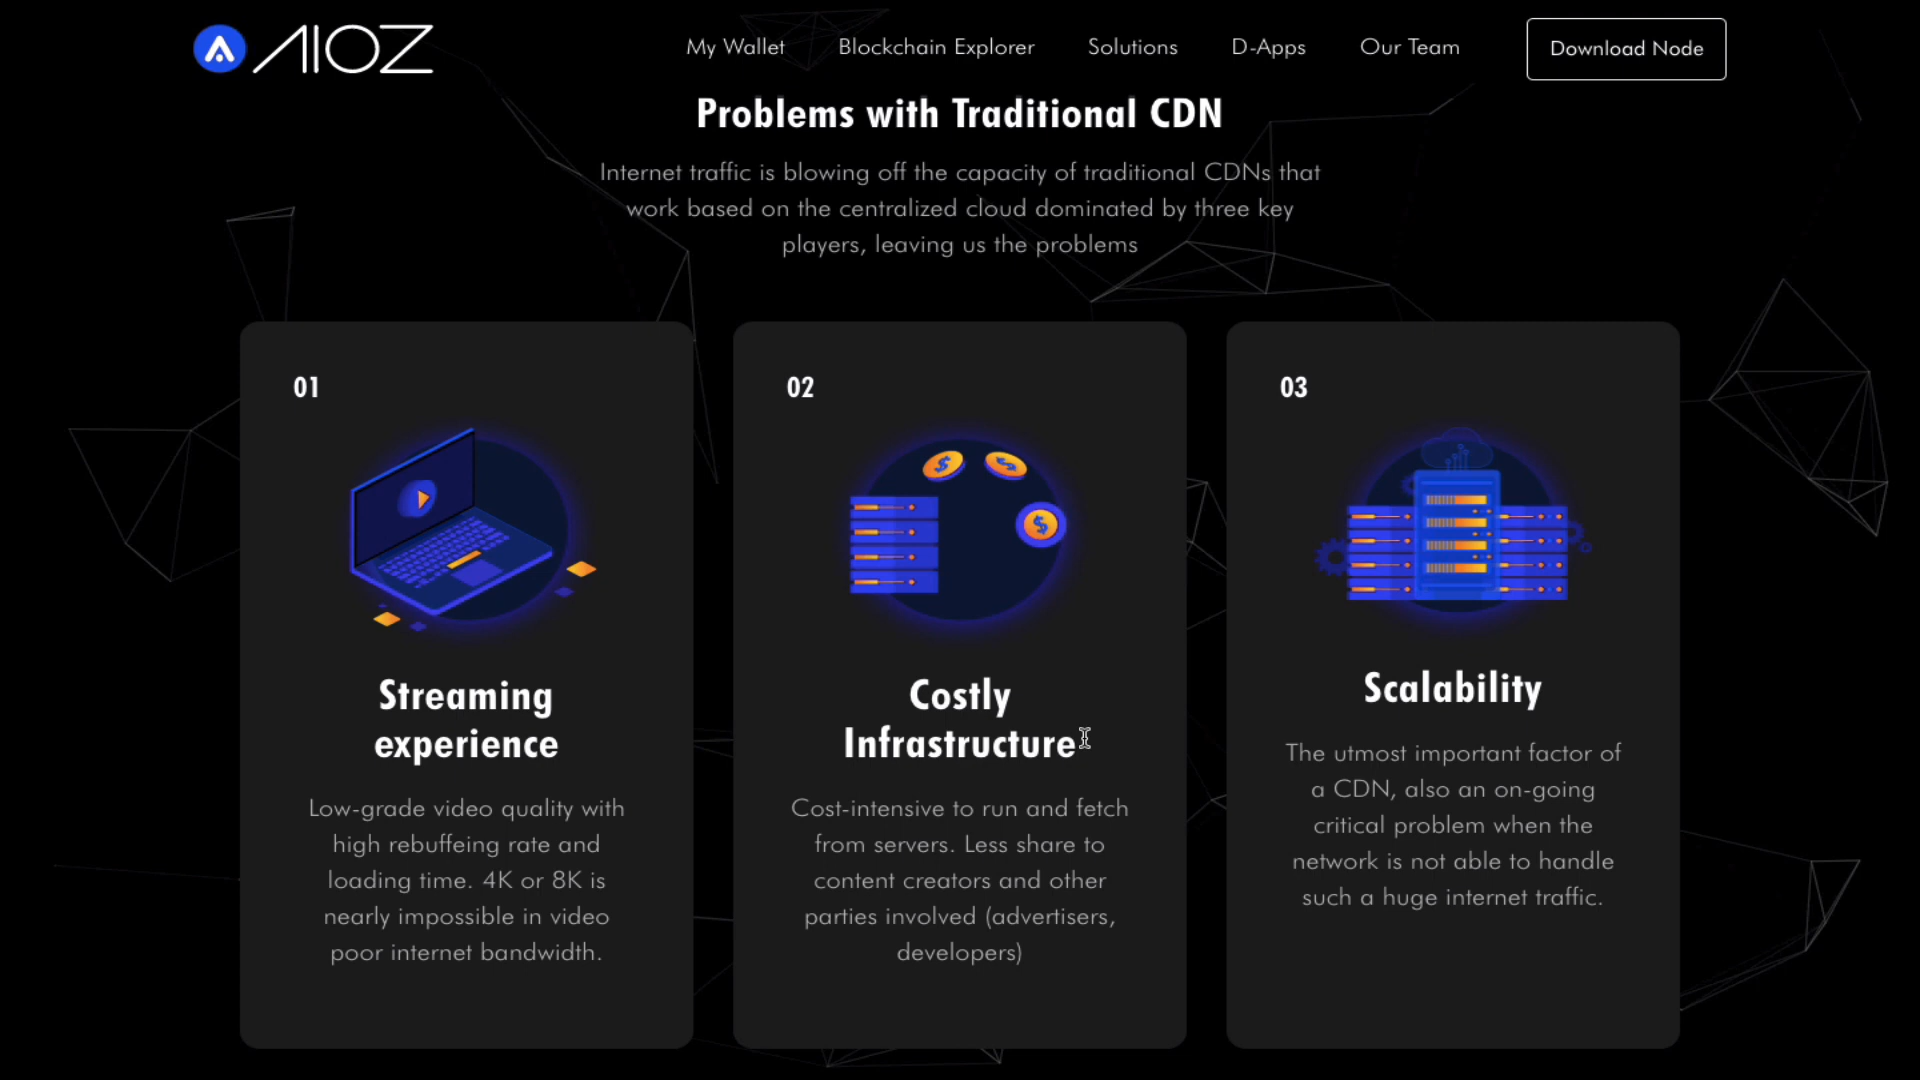 AIOZ
My Wallet
Blockchain Explorer
Solutions
D-Apps
Our Team
Download Node
Problems with Traditional CDN
Internet traffic is blowing off the capacity of traditional CDNs that
work based on the centralized cloud dominated by three key
players, leaving us the problems
01
Streaming
experience
Low-grade video quality with
high rebuffeing rate and
loading time. 4K or 8K is
nearly impossible in video
poor internet bandwidth.
02
Costly
Infrastructure
Cost-intensive to run and fetch
from servers. Less share to
content creators and other
parties involved (advertisers,
developers)
03
Scalability
The utmost important factor of
a CDN, also an on-going
critical problem when the
network is not able to handle
such a huge internet traffic.